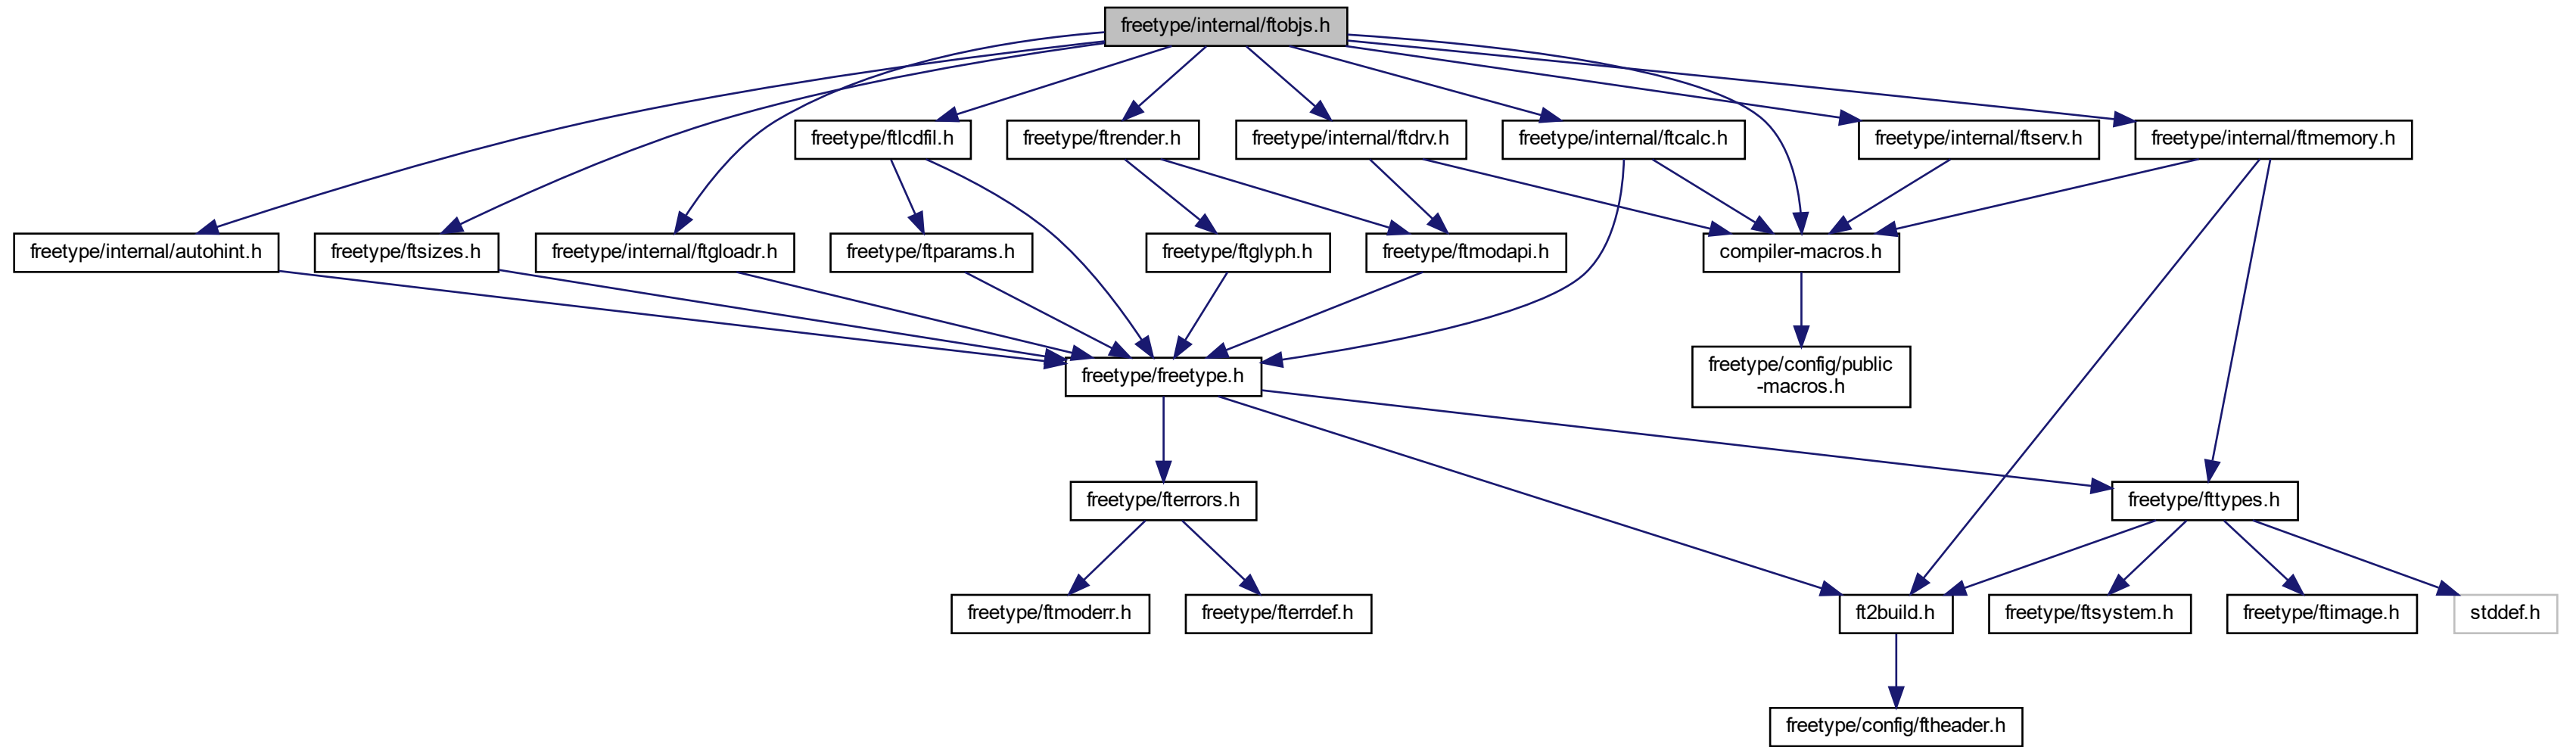 freetype/internal/ftobjs.h
freetype/ftlcdfil.h
freetype/ftrender.h
freetype/internal/ftdrv.h
freetype/internal/ftcalc.h
freetype/internal/ftserv.h
freetype/internal/ftmemory.h
freetype/internal/autohint.h
freetype/ftsizes.h
freetype/internal/ftgloadr.h
freetype/ftparams.h
freetype/ftglyph.h
freetype/ftmodapi.h
compiler-macros.h
freetype/freetype.h
freetype/config/public
-macros.h
freetype/fterrors.h
freetype/fttypes.h
freetype/ftmoderr.h
freetype/fterrdef.h
ft2build.h
freetype/ftsystem.h
freetype/ftimage.h
stddef.h
freetype/config/ftheader.h